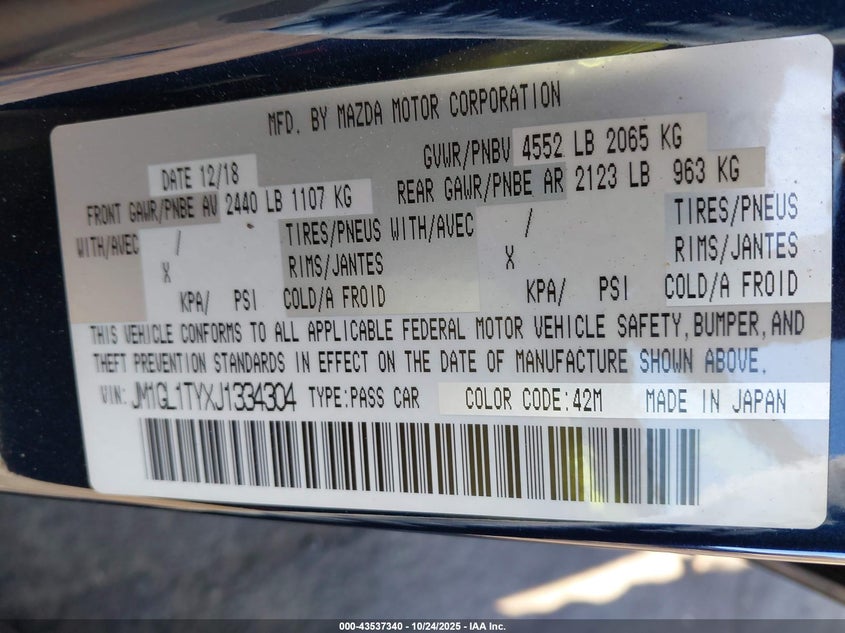 MFD. BY MAZDA MOTOR CORPORATION
DATE 12/18 GVWR/PNBV 4552 LB 2065 KG
FRONT GAWR/PNBE AV 2440 LB 1107 KG REAR GAWR/PNBE AR 2123 LB 963 KG
WITH/AVEC / TIRES/PNEUS WITH/AVEC / TIRES/PNEUS
X RIMS/JANTES X RIMS/JANTES
KPA/ PSI COLD/A FROID KPA/ PSI COLD/A FROID
THIS VEHICLE CONFORMS TO ALL APPLICABLE FEDERAL MOTOR VEHICLE SAFETY, BUMPER, AND
THEFT PREVENTION STANDARDS IN EFFECT ON THE DATE OF MANUFACTURE SHOWN ABOVE.
VIN: JM1GL1TYXJ1334304 TYPE:PASS CAR COLOR CODE:42M MADE IN JAPAN
000-43537340 - 10/24/2025 - IAA Inc.